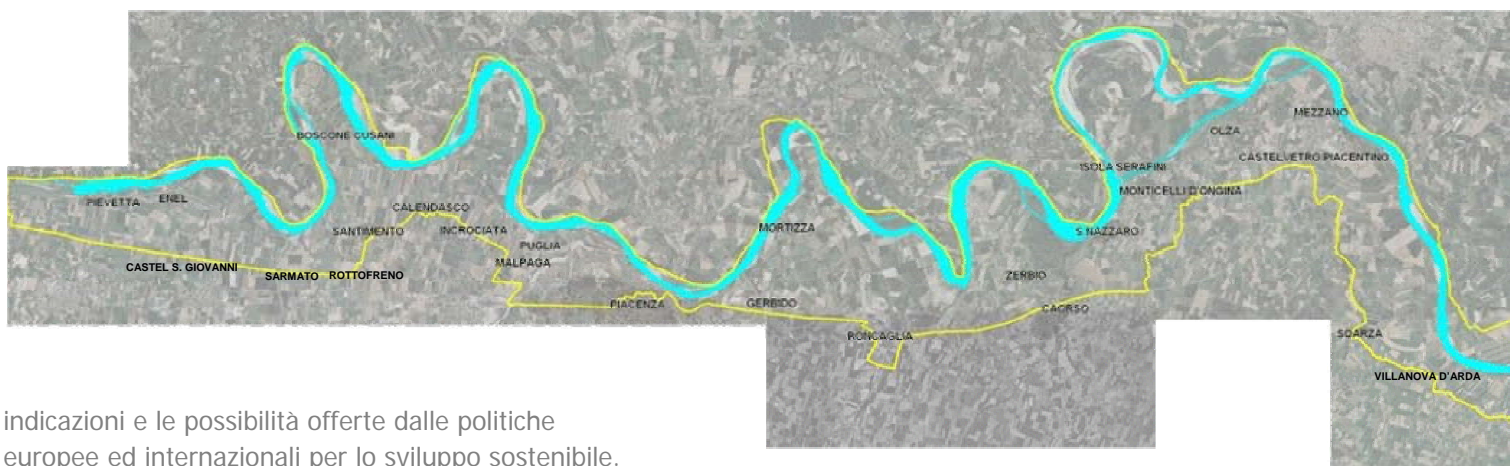 MEZZANO
BOSCONE CUSANI
OLZA
CASTELVETRO PIACENTINO
ISOLA SERAFINI
MONTICELLI D'ONGINA
PIEVETTA
ENEL
CALENDASCO
SANTIMENTO
INCROCIATA
MORTIZZA
S.NAZZARO
PUGLIA
CASTEL S. GIOVANNI
SARMATO
ROTTOFRENO
MALPAGA
ZERBIO
PIACENZA
GERBIDO
CAORSO
RONCAGLIA
SOARZA
VILLANOVA D'ARDA
indicazioni e le possibilità offerte dalle politiche
europee ed internazionali per lo sviluppo sostenibile.